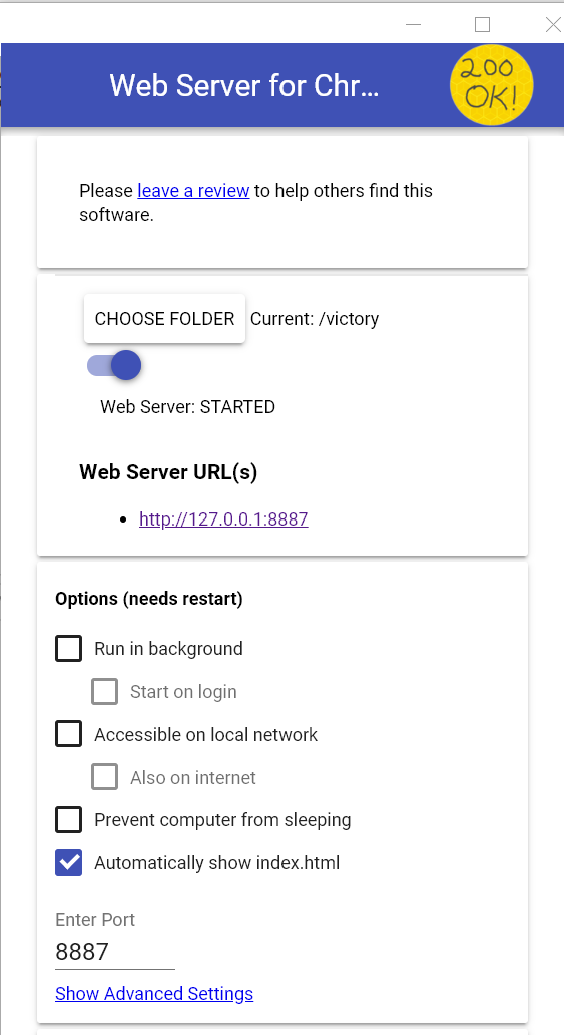 Web Server for Chr...
200
OK!
Please leave a review to help others find this
software.
CHOOSE FOLDER Current: /victory
Web Server: STARTED
Web Server URL(s)
http://127.0.0.1:8887
Options (needs restart)
Run in background
Start on login
Accessible on local network
Also on internet
Prevent computer from sleeping
Automatically show index.html
Enter Port
8887
Show Advanced Settings